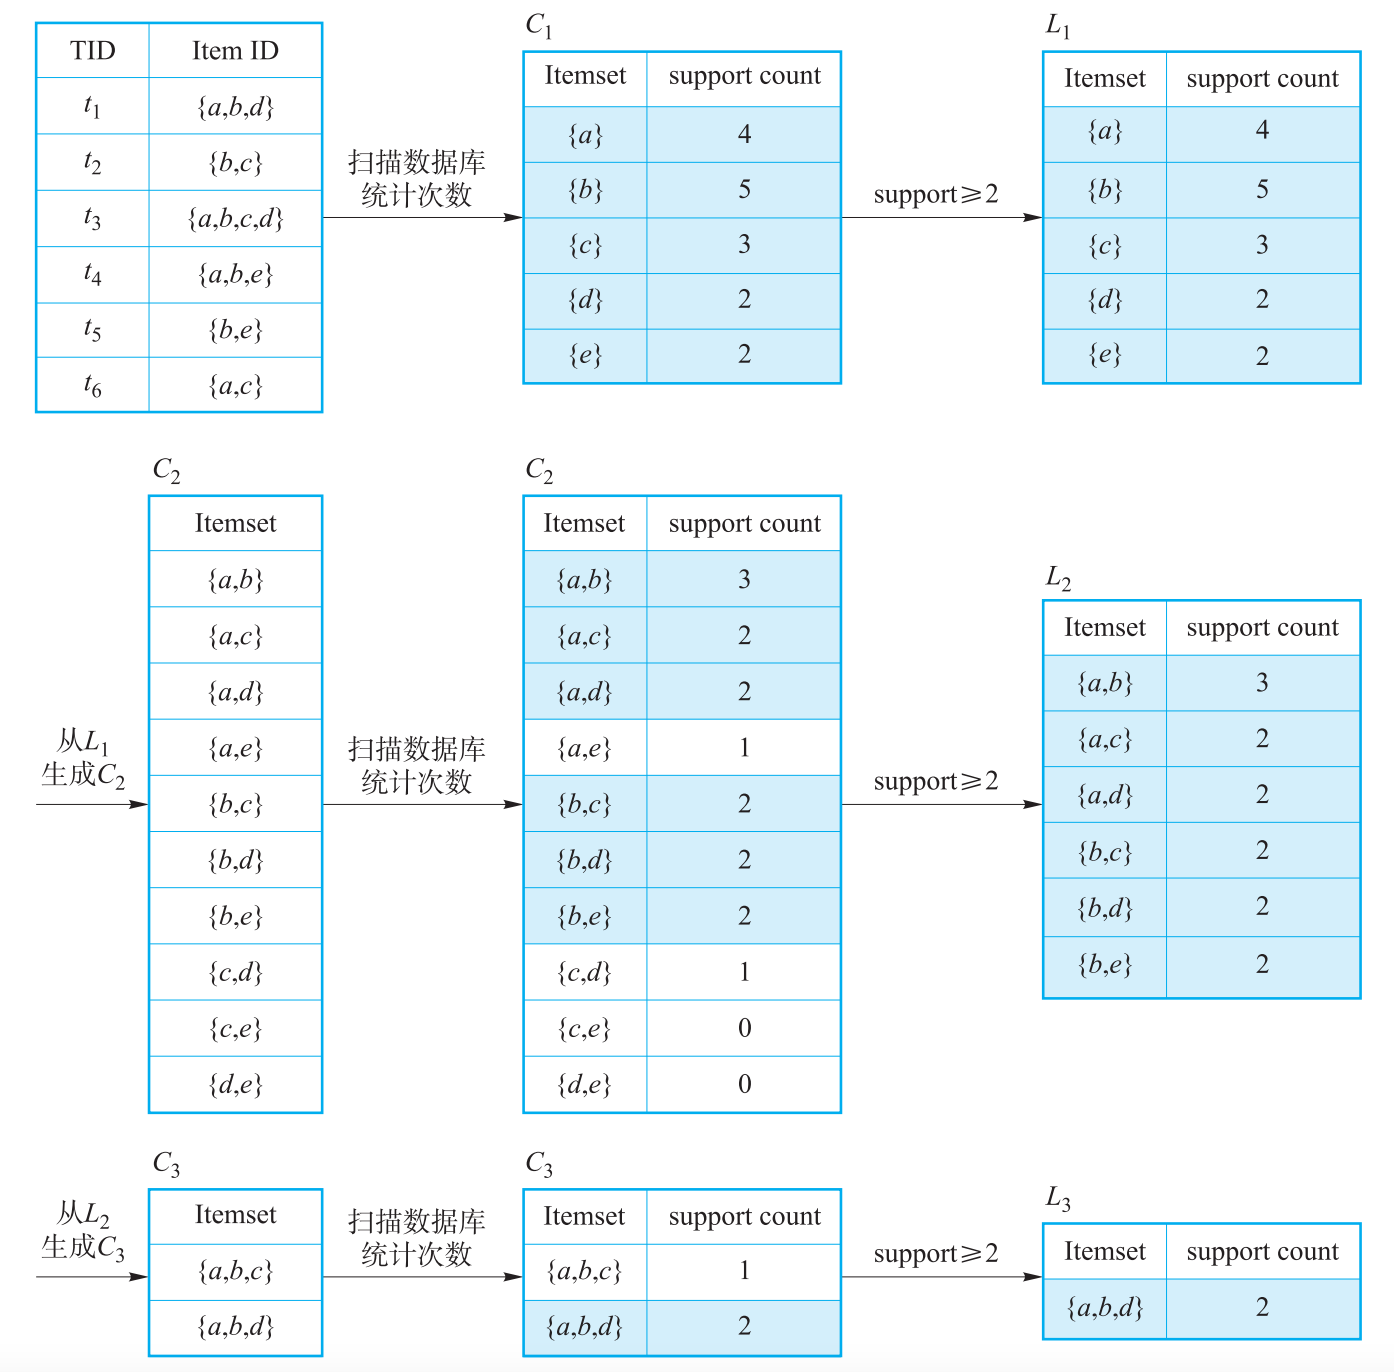 TID Item ID
t1 {a,b,d}
t2 {b,c}
t3 {a,b,c,d}
t4 {a,b,e}
t5 {b,e}
t6 {a,c}
扫描数据库
统计次数
C1
Itemset support count
{a} 4
{b} 5
{c} 3
{d} 2
{e} 2
support≥2
L1
Itemset support count
{a} 4
{b} 5
{c} 3
{d} 2
{e} 2
从L1
生成C2
C2
Itemset
{a,b}
{a,c}
{a,d}
{a,e}
{b,c}
{b,d}
{b,e}
{c,d}
{c,e}
{d,e}
扫描数据库
统计次数
C2
Itemset support count
{a,b} 3
{a,c} 2
{a,d} 2
{a,e} 1
{b,c} 2
{b,d} 2
{b,e} 2
{c,d} 1
{c,e} 0
{d,e} 0
support≥2
L2
Itemset support count
{a,b} 3
{a,c} 2
{a,d} 2
{b,c} 2
{b,d} 2
{b,e} 2
从L2
生成C3
C3
Itemset
{a,b,c}
{a,b,d}
扫描数据库
统计次数
C3
Itemset support count
{a,b,c} 1
{a,b,d} 2
support≥2
L3
Itemset support count
{a,b,d} 2